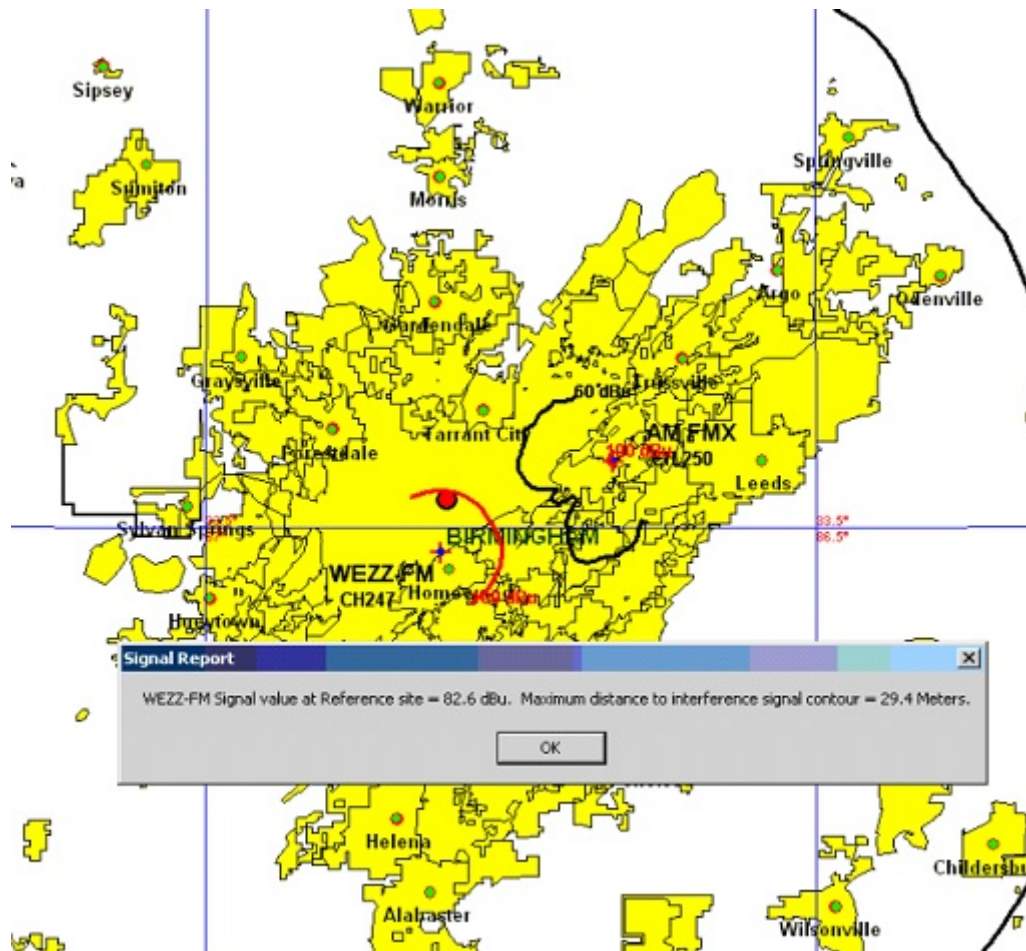 Sipsey
Warrior
Sumiton
Springville
Morris
Argo
Odenville
Gardendale
Graysville
Trussville
60 dBu
Tarrant City
AM FMX
100 dBu
Forestdale
Leeds
Sylvan Springs
33.5°
86.5°
BIRMINGHAM
WEZZ-FM
CH247
Hueytown
Signal Report
WEZZ-FM Signal value at Reference site = 82.6 dBu. Maximum distance to interference signal contour = 29.4 Meters.
OK
Helena
Alabaster
Wilsonville